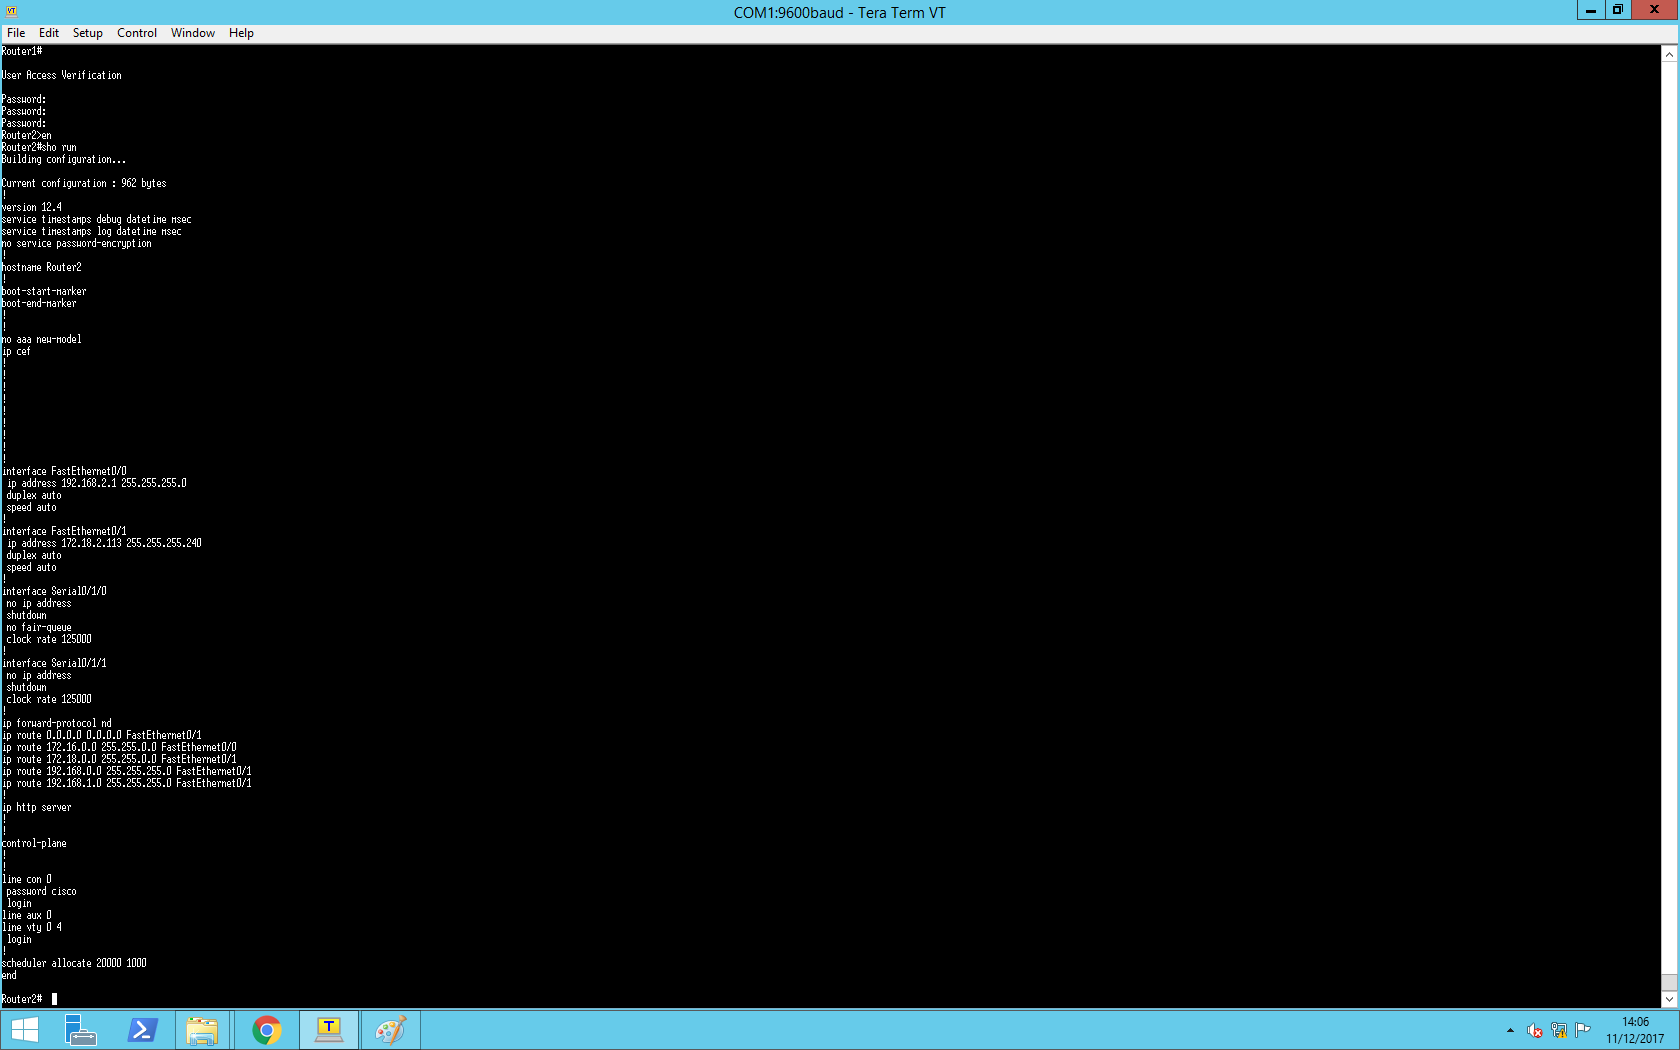 COM1:9600baud - Tera Term VT
File Edit Setup Control Window Help
Router1#
User Access Verification
Password:
Password:
Password:
Router2>en
Router2#sho run
Building configuration...
Current configuration : 962 bytes
!
version 12.4
service timestamps debug datetime msec
service timestamps log datetime msec
no service password-encryption
!
hostname Router2
!
boot-start-marker
boot-end-marker
!
!
no aaa new-model
ip cef
!
!
!
!
!
!
!
!
!
interface FastEthernet0/0
 ip address 192.168.2.1 255.255.255.0
 duplex auto
 speed auto
!
interface FastEthernet0/1
 ip address 172.18.2.113 255.255.255.240
 duplex auto
 speed auto
!
interface Serial0/1/0
 no ip address
 shutdown
 no fair-queue
 clock rate 125000
!
interface Serial0/1/1
 no ip address
 shutdown
 clock rate 125000
!
ip forward-protocol nd
ip route 0.0.0.0 0.0.0.0 FastEthernet0/1
ip route 172.16.0.0 255.255.0.0 FastEthernet0/0
ip route 172.18.0.0 255.255.0.0 FastEthernet0/1
ip route 192.168.0.0 255.255.255.0 FastEthernet0/1
ip route 192.168.1.0 255.255.255.0 FastEthernet0/1
!
ip http server
!
!
control-plane
!
!
line con 0
 password cisco
 login
line aux 0
line vty 0 4
 login
!
scheduler allocate 20000 1000
end
Router2#
14:06
11/12/2017